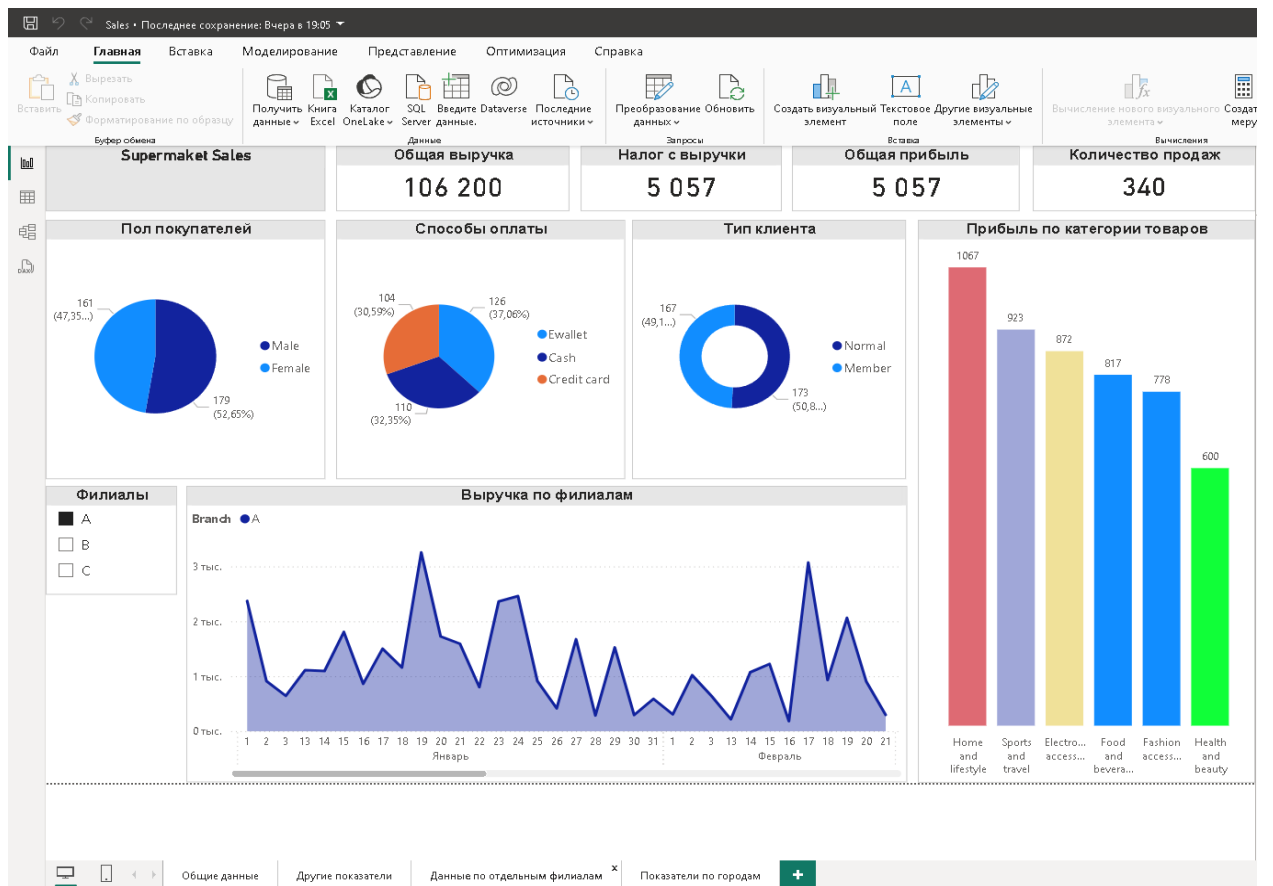 Sales • Последнее сохранение: Вчера в 19:05
Файл Главная Вставка Моделирование Представление Оптимизация Справка
Вставить
Вырезать
Копировать
Форматирование по образцу
Буфер обмена
Получить данные
Книга Excel
Каталог OneLake
SQL Server
Введите данные.
Dataverse
Последние источники
Данные
Преобразование данных
Обновить
Запросы
Создать визуальный элемент
Текстовое поле
Другие визуальные элементы
Вставка
Вычисление нового визуального элемента
Создат
меру
Вычисления
Supermaket Sales
Общая выручка
106 200
Налог с выручки
5 057
Общая прибыль
5 057
Количество продаж
340
Пол покупателей
161
(47,35...)
179
(52,65%)
Male
Female
Способы оплаты
104
(30,59%)
126
(37,06%)
110
(32,35%)
Ewallet
Cash
Credit card
Тип клиента
167
(49,1...)
173
(50,8...)
Normal
Member
Прибыль по категории товаров
1067
923
872
817
778
600
Home and lifestyle
Sports and travel
Electro... access...
Food and bevera...
Fashion access...
Health and beauty
Филиалы
A
B
C
Выручка по филиалам
Branch A
3 тыс.
2 тыс.
1 тыс.
0 тыс.
1 2 3 13 14 15 16 17 18 19 20 21 22 23 24 25 26 27 28 29 30 31 1 2 3 13 14 15 16 17 18 19 20 21
Январь Февраль
Общие данные Другие показатели Данные по отдельным филиалам x Показатели по городам +